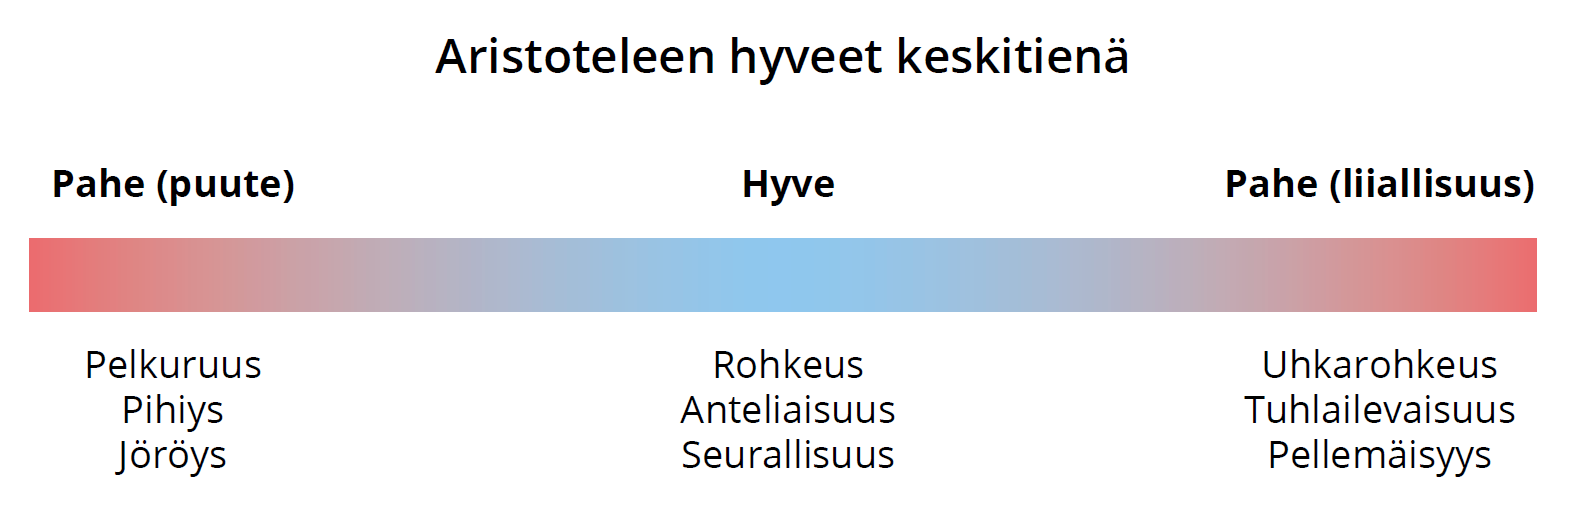 Aristoteleen hyveet keskitienä
Pahe (puute) Hyve Pahe (liiallisuus)
Pelkuruus Rohkeus Uhkarohkeus
Pihiys Anteliaisuus Tuhlailevaisuus
Jöröys Seurallisuus Pellemäisyys